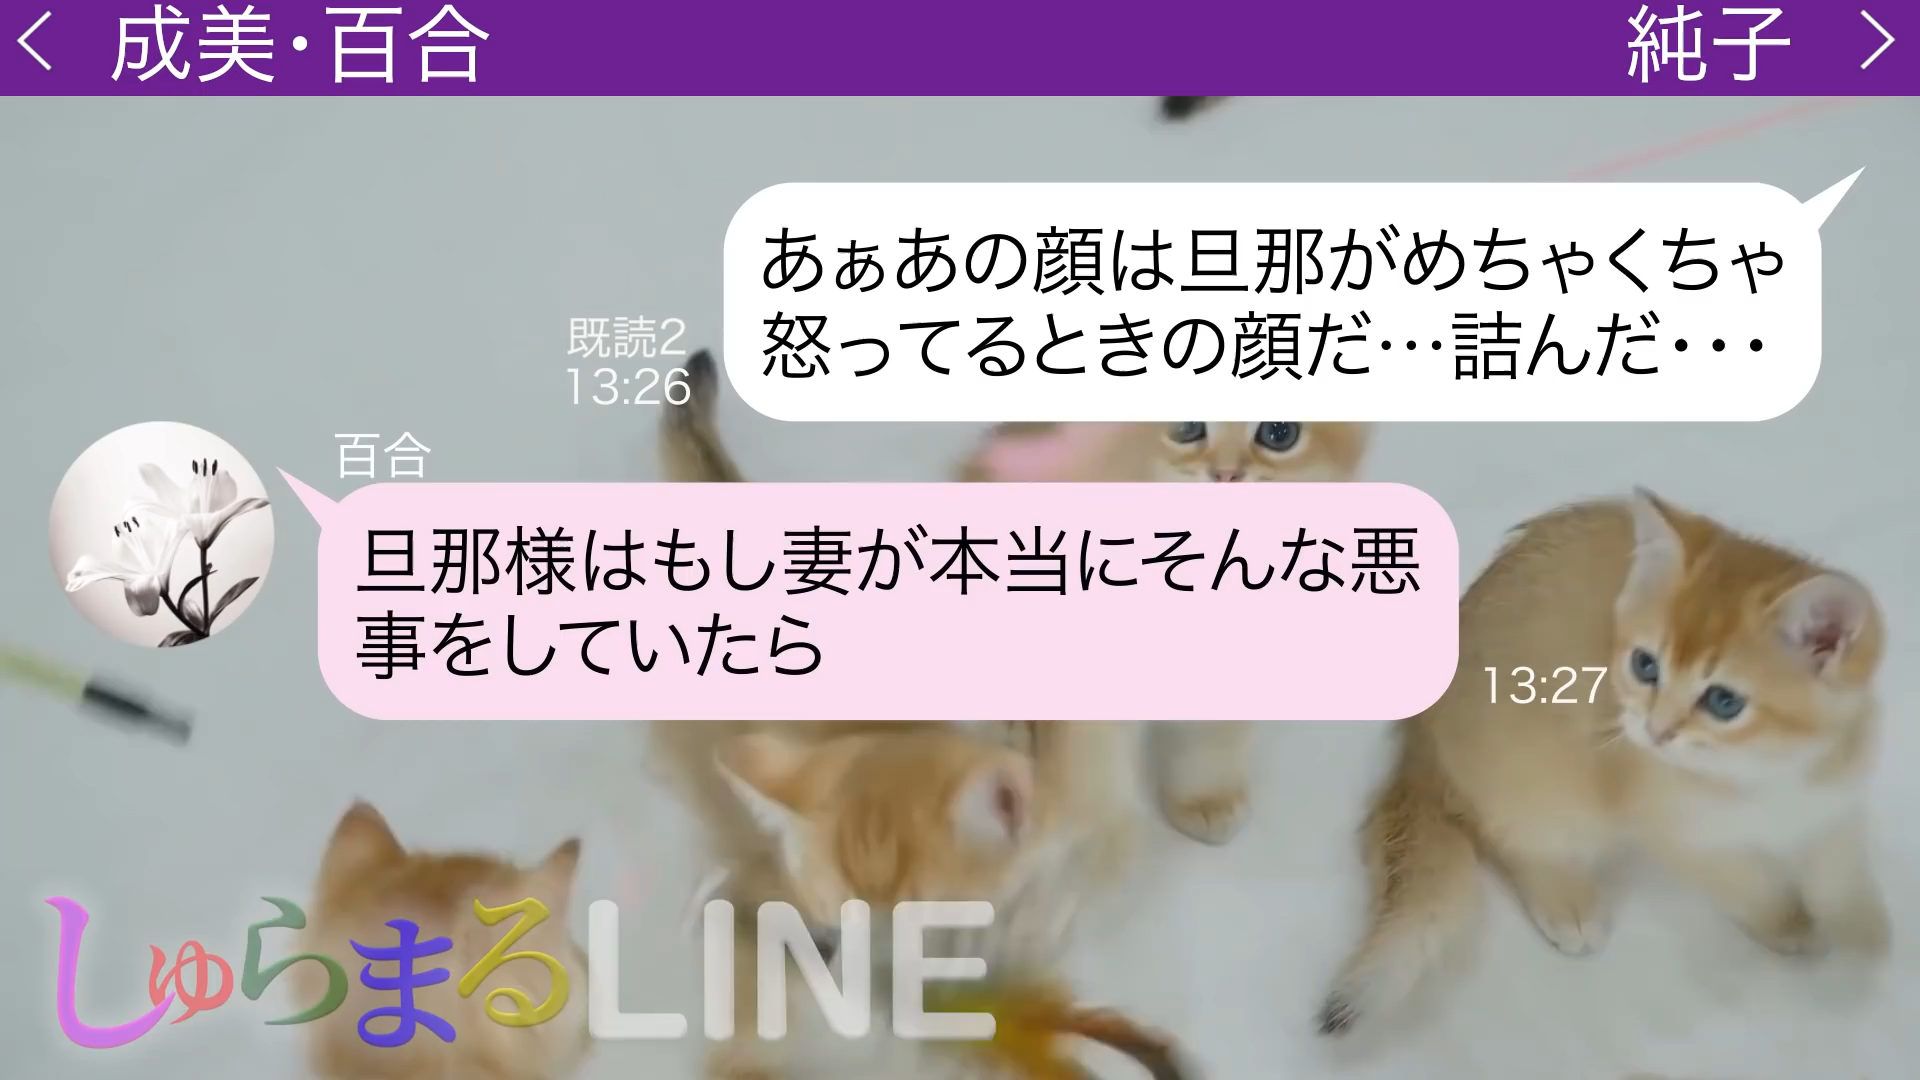 成美・百合
純子
あぁあの顔は旦那がめちゃくちゃ
怒ってるときの顔だ…詰んだ・・・
既読2
13:26
百合
旦那様はもし妻が本当にそんな悪
事をしていたら
13:27
しゅらまるLINE